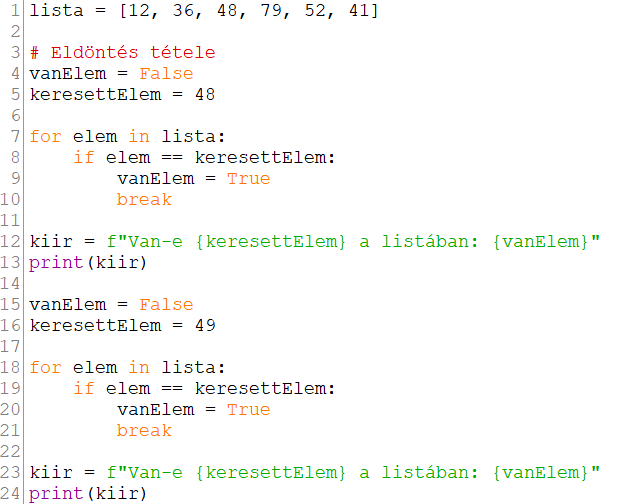 1 lista = [12, 36, 48, 79, 52, 41]
2
3 # Eldöntés tétele
4 vanElem = False
5 keresettElem = 48
6
7 for elem in lista:
8     if elem == keresettElem:
9         vanElem = True
10         break
11
12 kiir = f"Van-e {keresettElem} a listában: {vanElem}"
13 print(kiir)
14
15 vanElem = False
16 keresettElem = 49
17
18 for elem in lista:
19     if elem == keresettElem:
20         vanElem = True
21         break
22
23 kiir = f"Van-e {keresettElem} a listában: {vanElem}"
24 print(kiir)